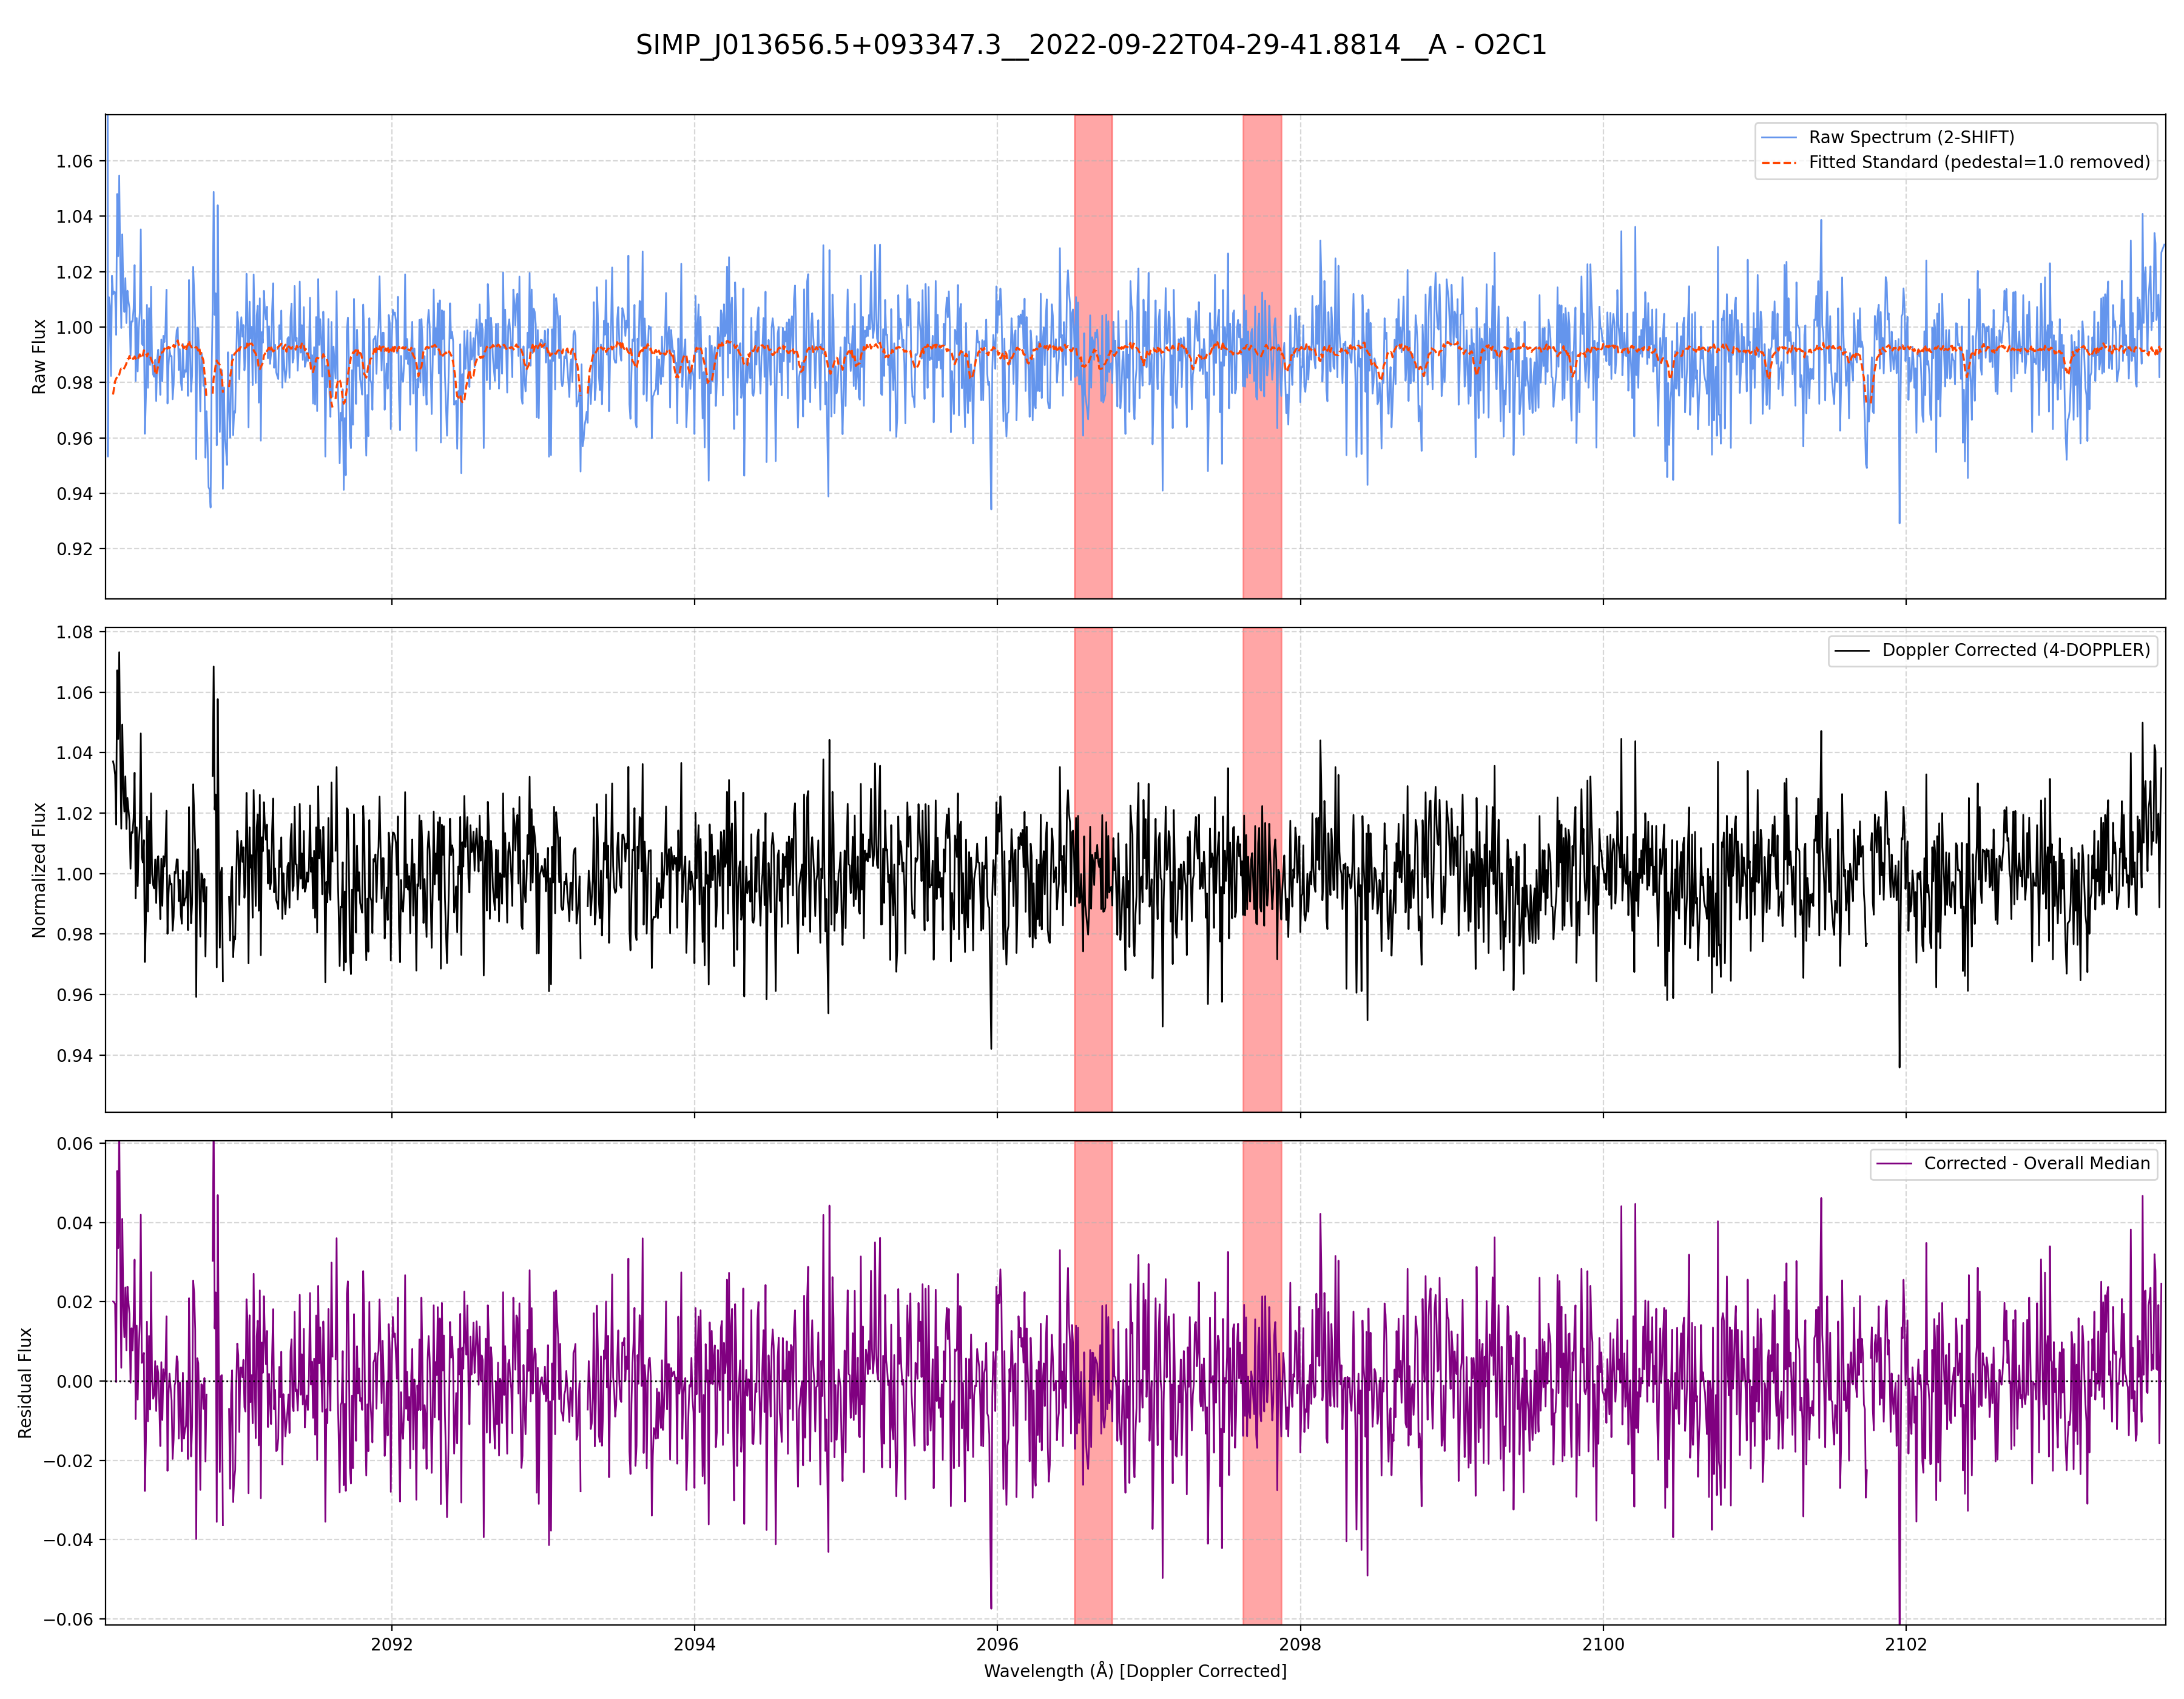 SIMP_J013656.5+093347.3__2022-09-22T04-29-41.8814__A - O2C1
Raw Flux
1.06
1.04
1.02
1.00
0.98
0.96
0.94
0.92
Raw Spectrum (2-SHIFT)
Fitted Standard (pedestal=1.0 removed)
Normalized Flux
1.08
1.06
1.04
1.02
1.00
0.98
0.96
0.94
Doppler Corrected (4-DOPPLER)
Residual Flux
0.06
0.04
0.02
0.00
−0.02
−0.04
−0.06
Corrected - Overall Median
2092 2094 2096 2098 2100 2102
Wavelength (Å) [Doppler Corrected]